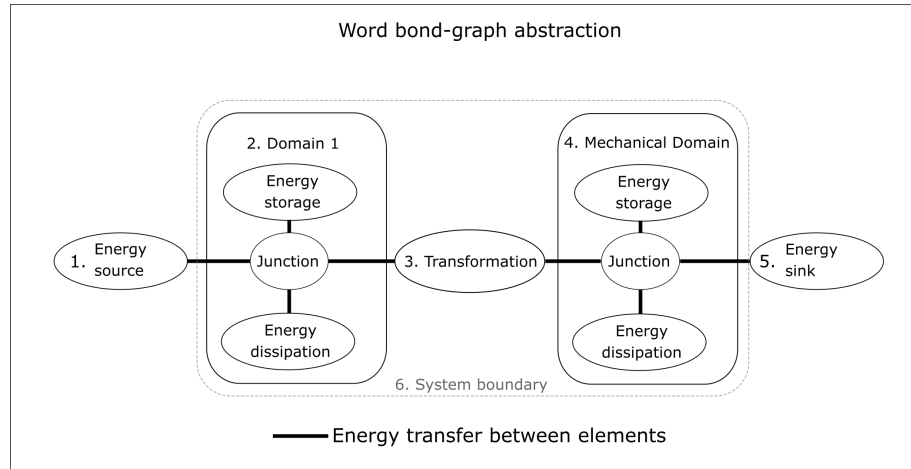 Word bond-graph abstraction
2. Domain 1
4. Mechanical Domain
Energy
storage
Energy
storage
1. Energy
source
Junction
3. Transformation
Junction
5. Energy
sink
Energy
dissipation
Energy
dissipation
6. System boundary
Energy transfer between elements